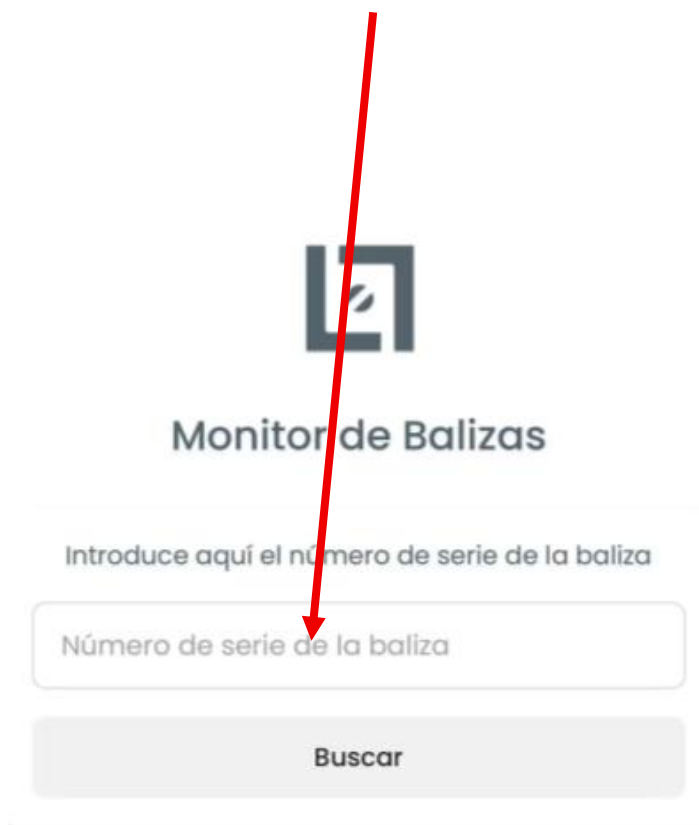 Monitor de Balizas
Introduce aquí el número de serie de la baliza
Número de serie de la baliza
Buscar